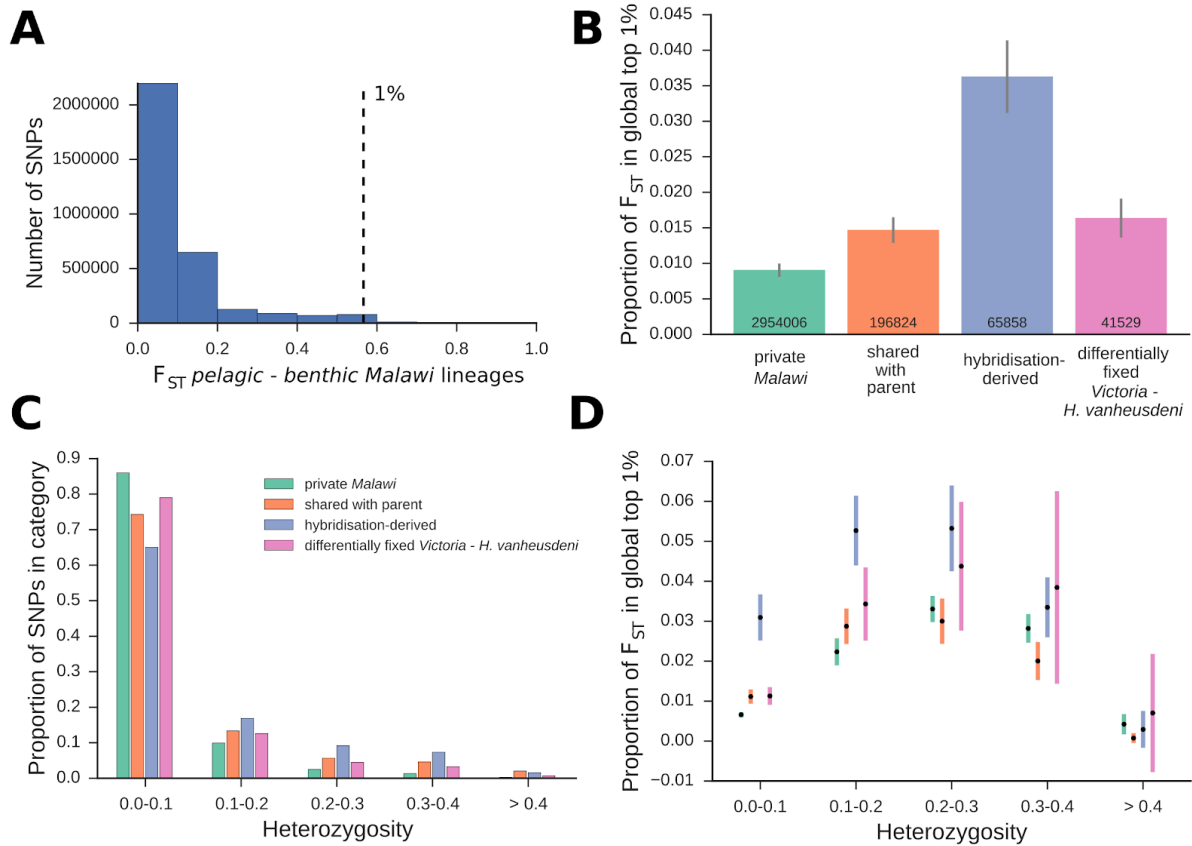 A
Number of SNPs
2000000
1500000
1000000
500000
0
1%
0.0
0.2
0.4
0.6
0.8
1.0
FST pelagic - benthic Malawi lineages
B
Proportion of FST in global top 1%
0.045
0.040
0.035
0.030
0.025
0.020
0.015
0.010
0.005
0.000
2954006
196824
65858
41529
private
Malawi
shared
with
parent
hybridisation-
derived
differentially
fixed
Victoria -
H. vanheusdeni
C
Proportion of SNPs in category
0.9
0.8
0.7
0.6
0.5
0.4
0.3
0.2
0.1
0.0
private Malawi
shared with parent
hybridisation-derived
differentially fixed Victoria - H. vanheusdeni
0.0-0.1
0.1-0.2
0.2-0.3
0.3-0.4
> 0.4
Heterozygosity
D
Proportion of FST in global top 1%
0.07
0.06
0.05
0.04
0.03
0.02
0.01
0.00
−0.01
0.0-0.1
0.1-0.2
0.2-0.3
0.3-0.4
> 0.4
Heterozygosity